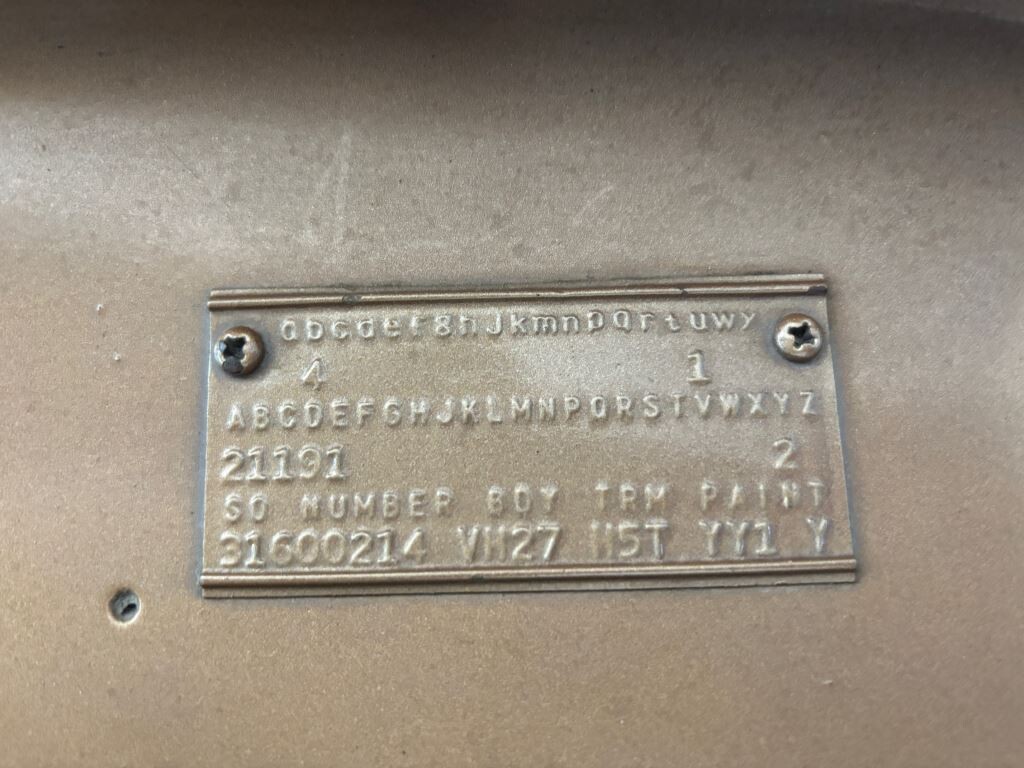 abcdefghJkmnpqrtuwy
4 1
ABCDEFGHJKLMNPQRSTVWXYZ
21191 2
SO NUMBER BDY TRM PAINT
31600214 VH27 H5T YY1 Y